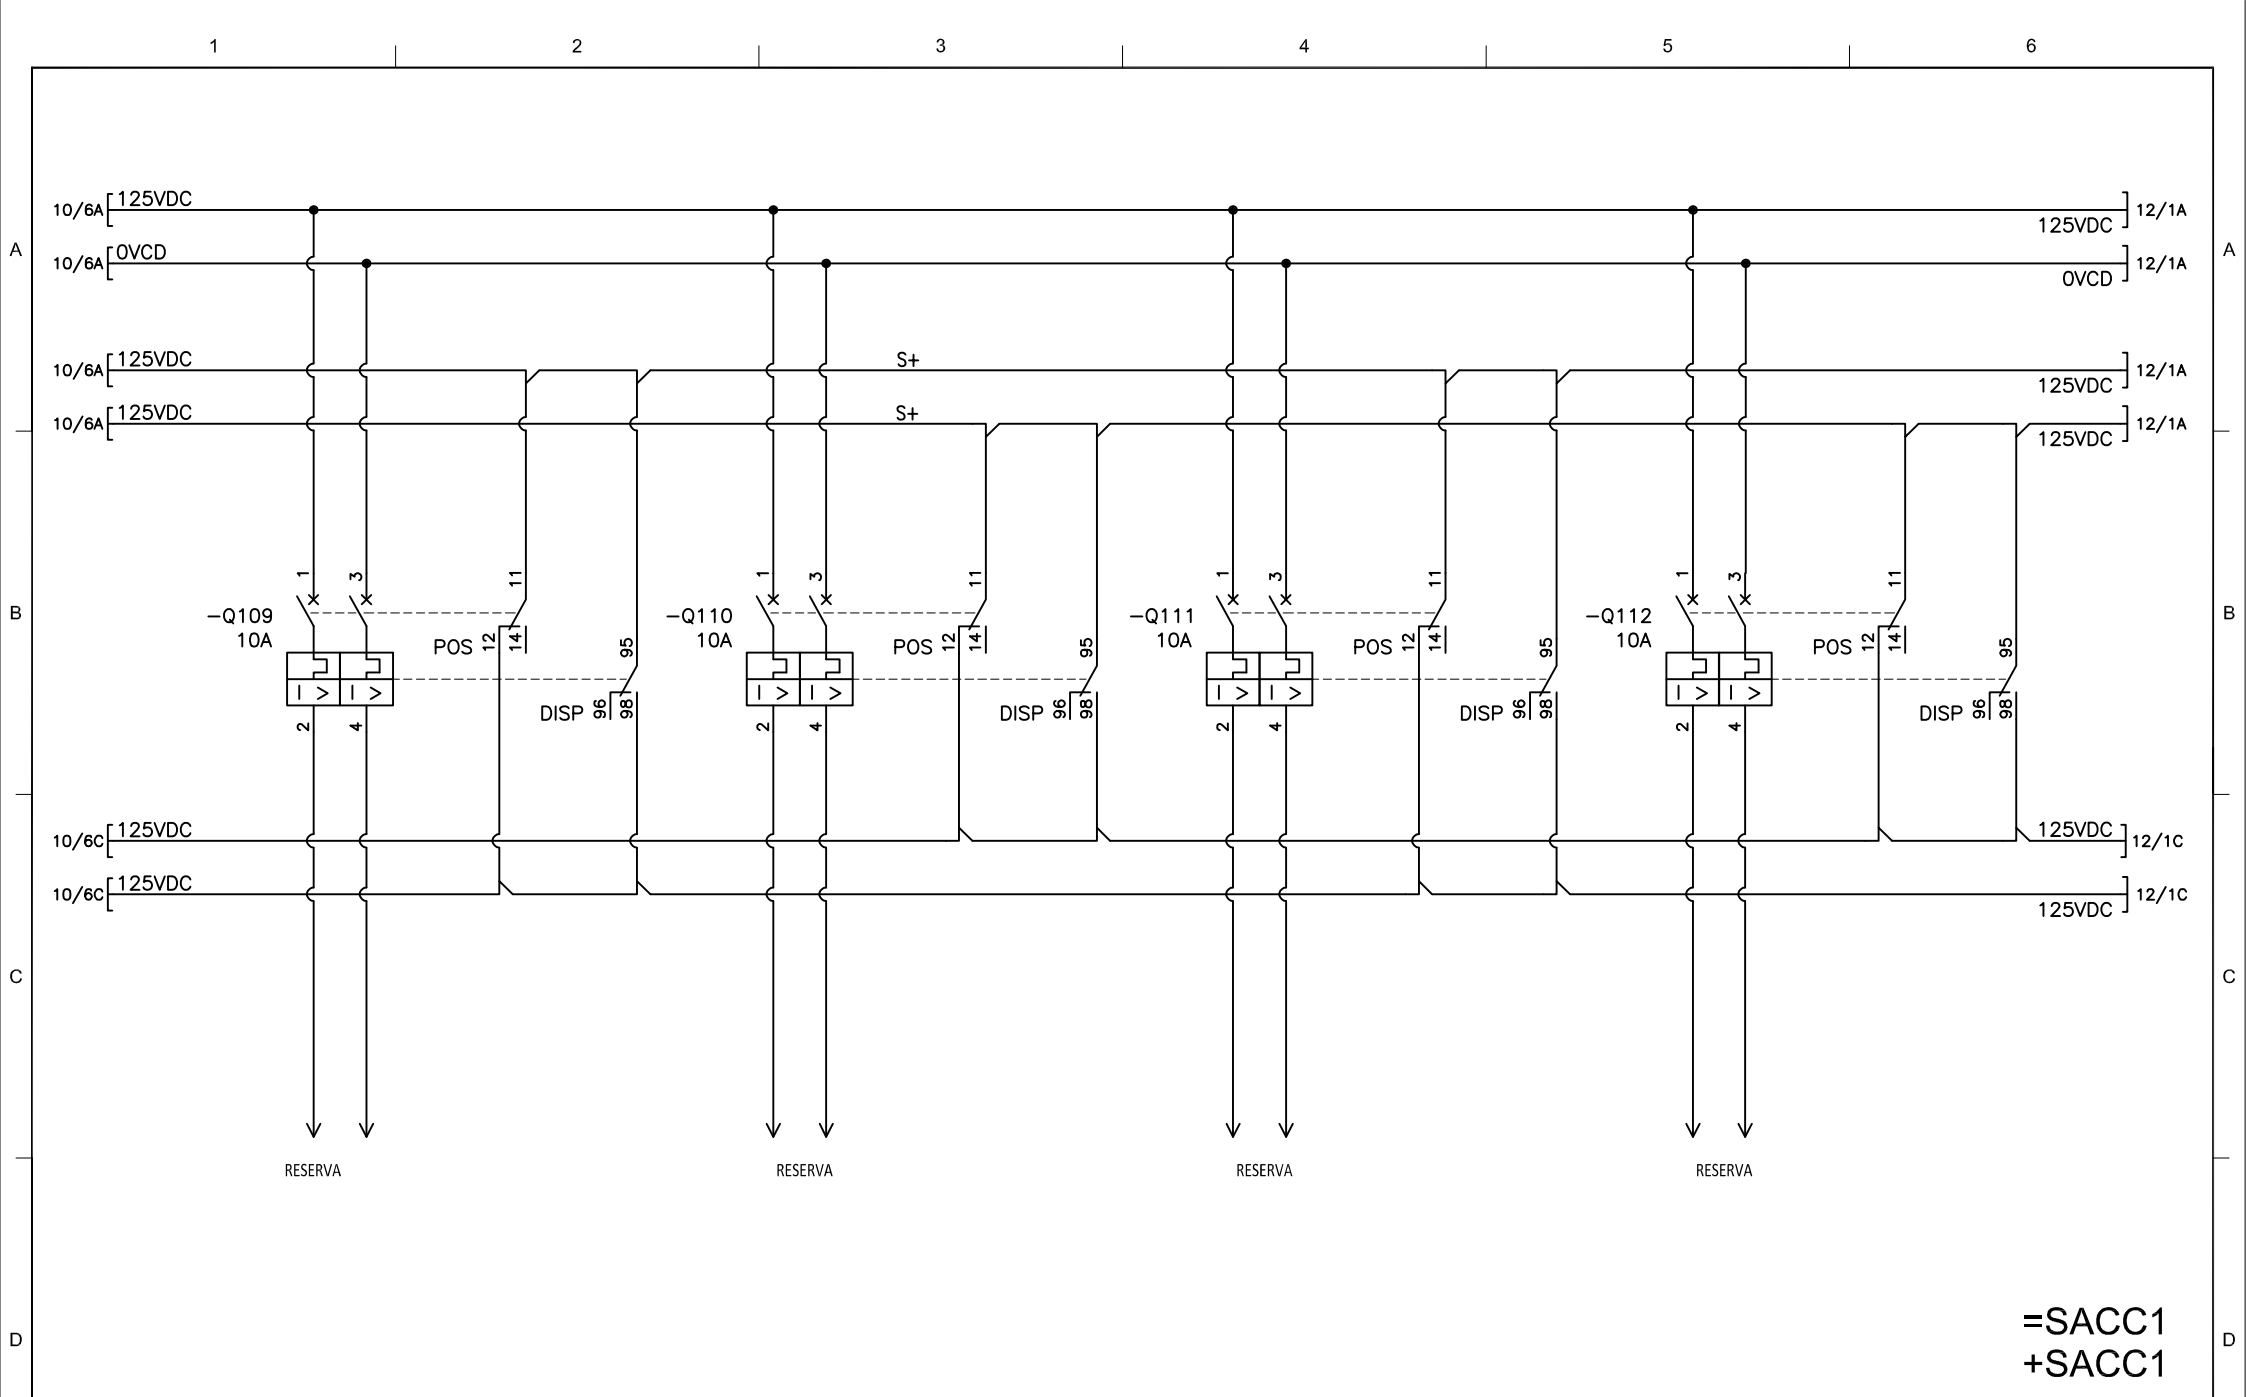 1 2 3 4 5 6
10/6A 125VDC 12/1A
125VDC
A 10/6A 0VCD 12/1A A
0VCD
10/6A 125VDC S+ 12/1A
125VDC
10/6A 125VDC S+ 12/1A
125VDC
1 3 11 1 3 11 1 3 11 1 3 11
B -Q109 -Q110 -Q111 -Q112 B
10A 10A 10A 10A
POS 12 14 95 POS 12 14 95 POS 12 14 95 POS 12 14 95
I > I > I > I > I > I > I > I >
DISP 96 98 DISP 96 98 DISP 96 98 DISP 96 98
2 4 2 4 2 4 2 4
10/6C 125VDC 125VDC 12/1C
10/6C 125VDC 12/1C
125VDC
C C
RESERVA RESERVA RESERVA RESERVA
=SACC1
D D
+SACC1